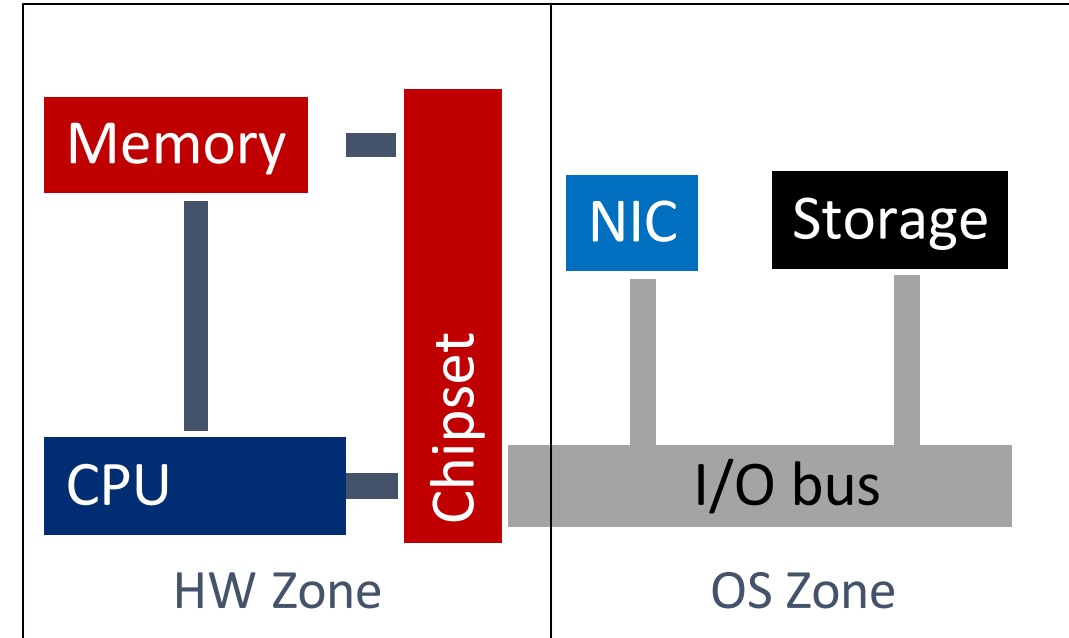 Memory
Chipset
NIC
Storage
CPU
I/O bus
HW Zone
OS Zone